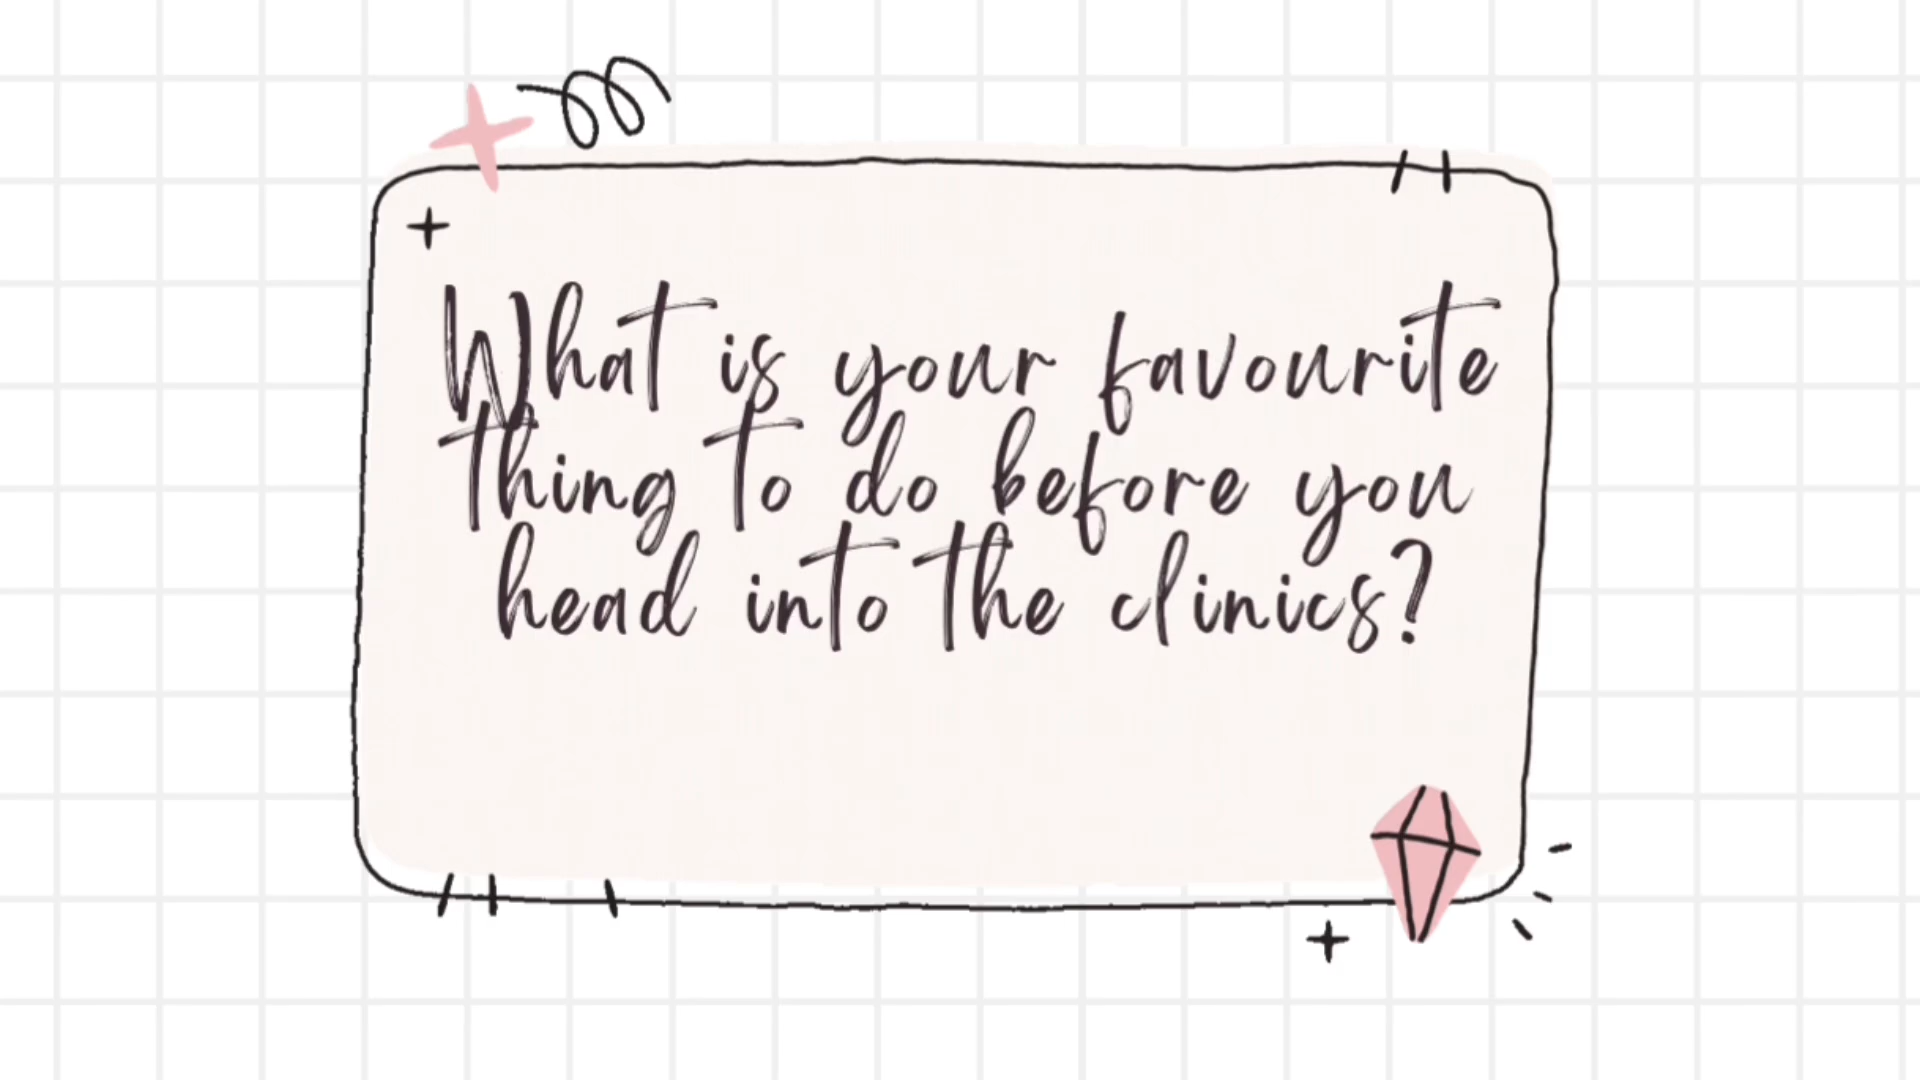 What is your favourite
thing to do before you
head into the clinics?